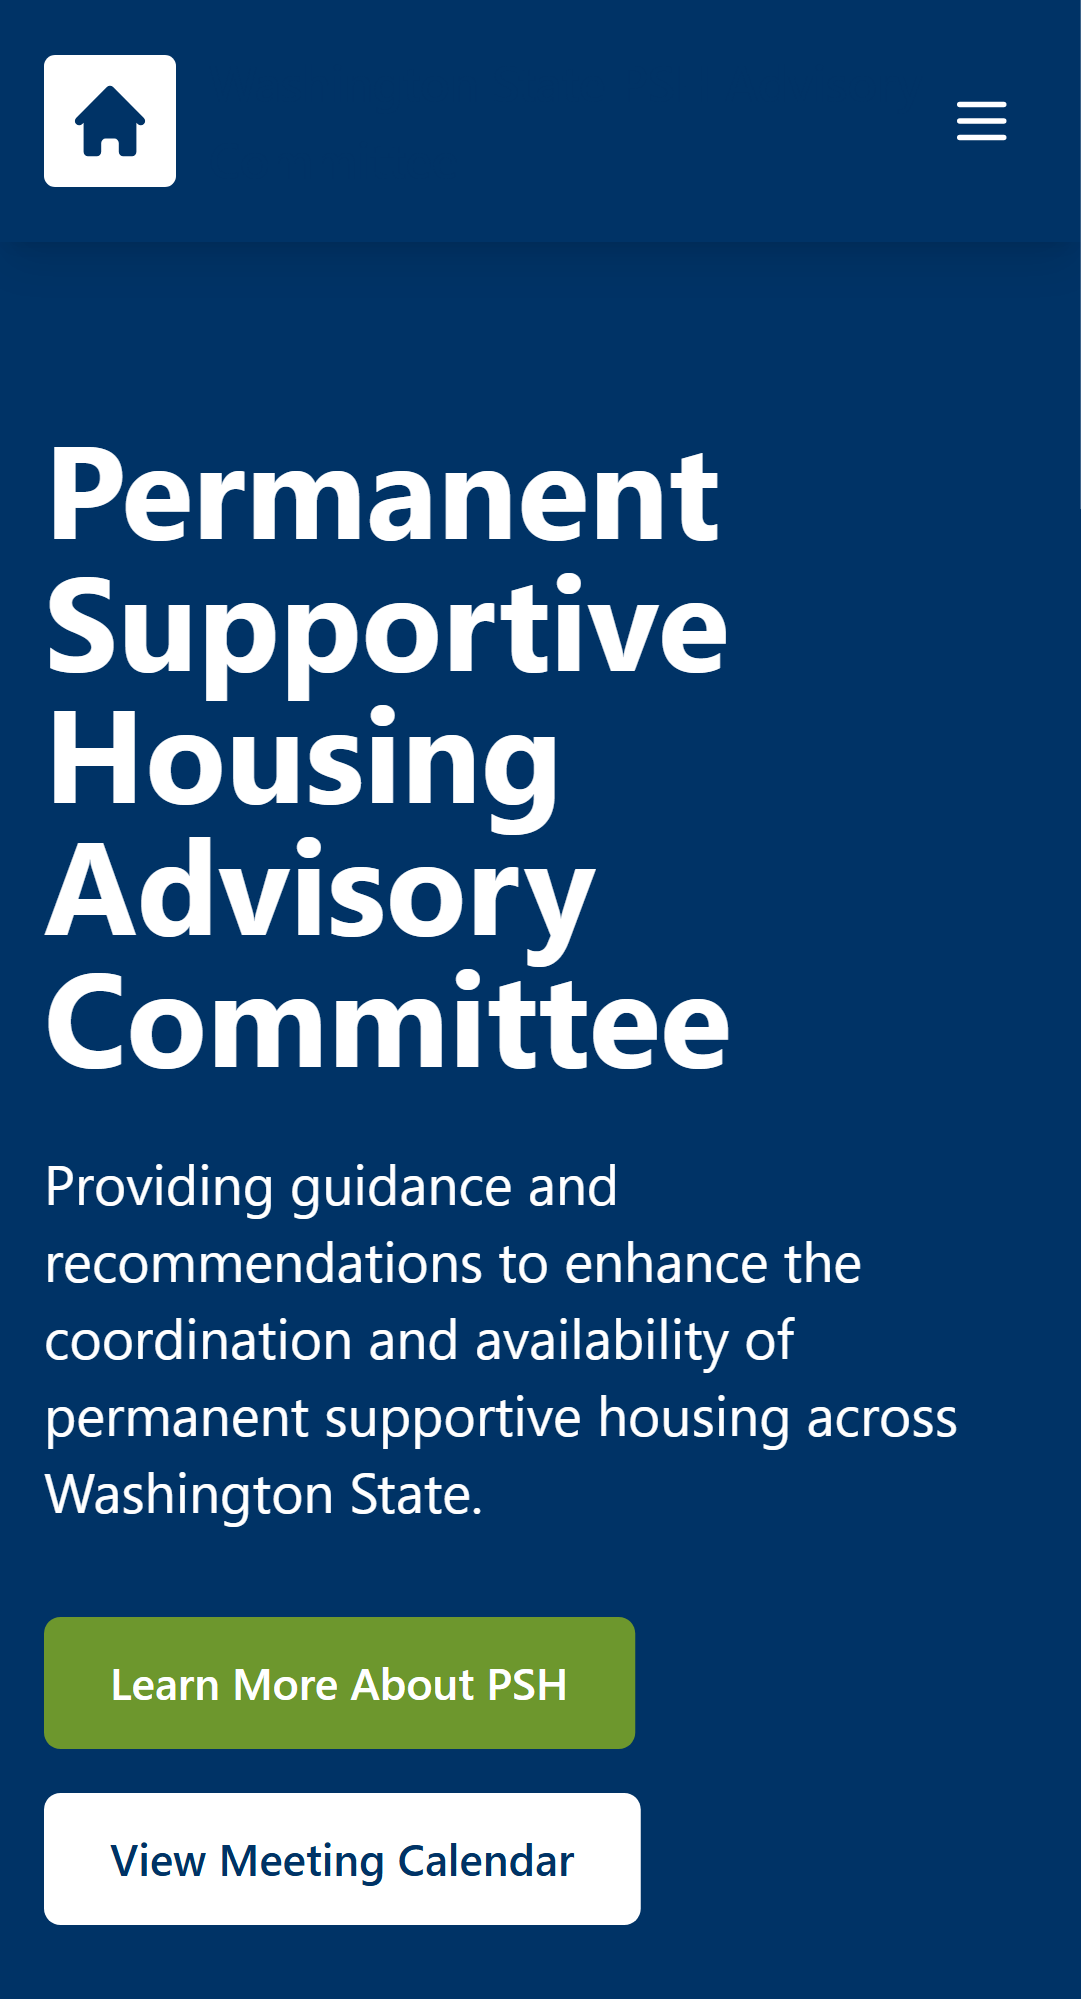 Permanent
Supportive
Housing
Advisory
Committee
Providing guidance and
recommendations to enhance the
coordination and availability of
permanent supportive housing across
Washington State.
Learn More About PSH
View Meeting Calendar